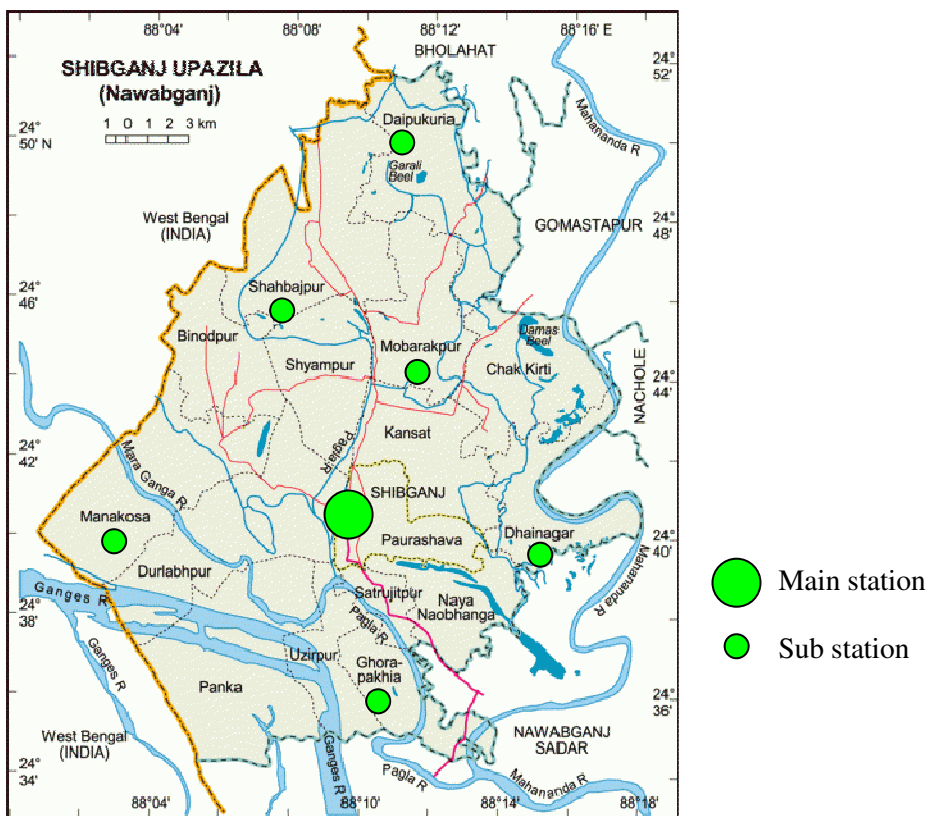 88°04'
88°08'
88°12'
88°16' E
BHOLAHAT
SHIBGANJ UPAZILA
(Nawabganj)
1 0 1 2 3 km
24°
52'
24°
50' N
Daipukuria
Garali
Beel
Mahananda R
West Bengal
(INDIA)
GOMASTAPUR
24°
48'
24°
46'
Shahbajpur
Binodpur
Shyampur
Mobarakpur
Damas
Beel
Chak Kirti
NACHOLE
24°
44'
24°
42'
Pagla R
Kansat
Mara Ganga R
SHIBGANJ
Manakosa
Paurashava
Dhainagar
24°
40'
Mahananda R
Durlabhpur
Ganges R
Satrujitpur
Naya
Naobhanga
24°
38'
Pagla R
Ganges R
Uzirpur
Ghora-
pakhia
Panka
24°
36'
West Bengal
(INDIA)
NAWABGANJ
SADAR
Ganges R
24°
34'
Pagla R
Mahananda R
88°04'
88°10'
88°14'
88°18'
Main station
Sub station